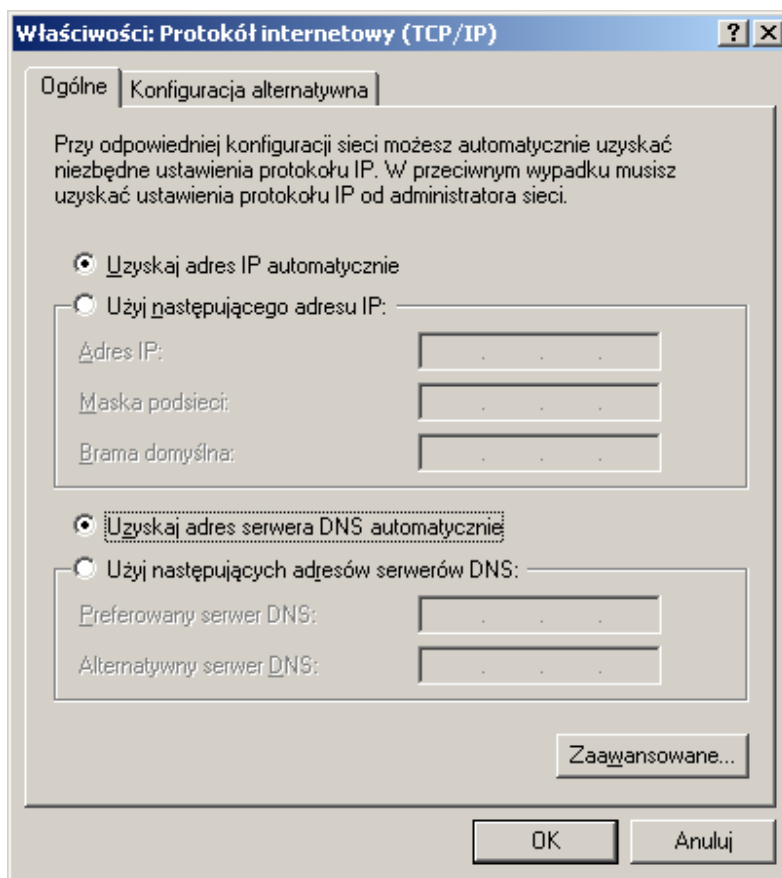 Właściwości: Protokół internetowy (TCP/IP)
Ogólne
Konfiguracja alternatywna
Przy odpowiedniej konfiguracji sieci możesz automatycznie uzyskać
niezbędne ustawienia protokołu IP. W przeciwnym wypadku musisz
uzyskać ustawienia protokołu IP od administratora sieci.
Uzyskaj adres IP automatycznie
Użyj następującego adresu IP:
Adres IP:
Maska podsieci:
Brama domyślna:
Uzyskaj adres serwera DNS automatycznie
Użyj następujących adresów serwerów DNS:
Preferowany serwer DNS:
Alternatywny serwer DNS:
Zaawansowane...
OK
Anuluj